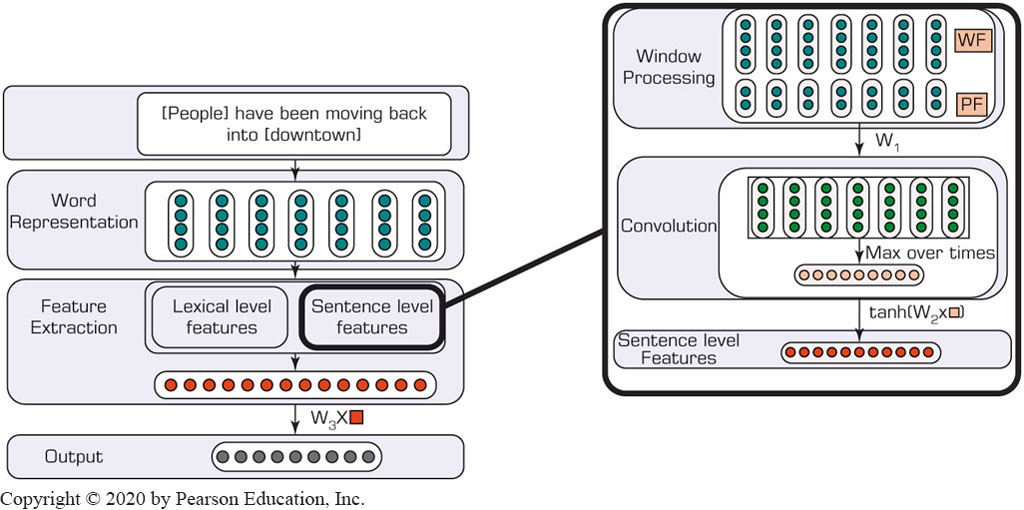 [People] have been moving back
into [downtown]
Word
Representation
Feature
Extraction
Lexical level
features
Sentence level
features
W3X
Output
Window
Processing
WF
PF
W1
Convolution
Max over times
tanh(W2x)
Sentence level
Features
Copyright © 2020 by Pearson Education, Inc.